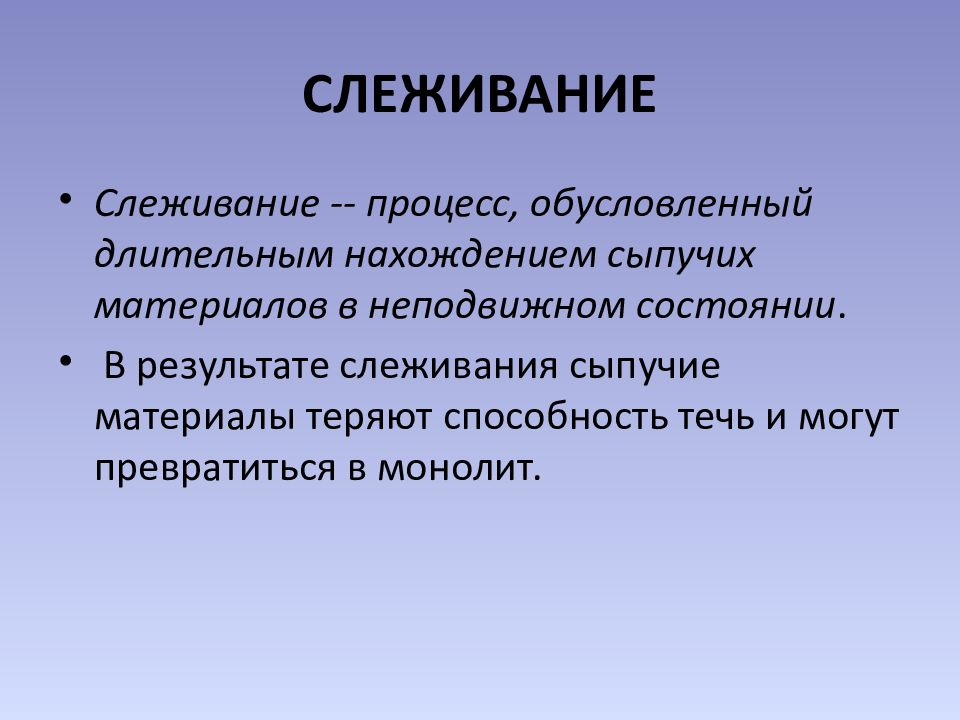 СЛЕЖИВАНИЕ
• Слеживание -- процесс, обусловленный
длительным нахождением сыпучих
материалов в неподвижном состоянии.
• В результате слеживания сыпучие
материалы теряют способность течь и могут
превратиться в монолит.